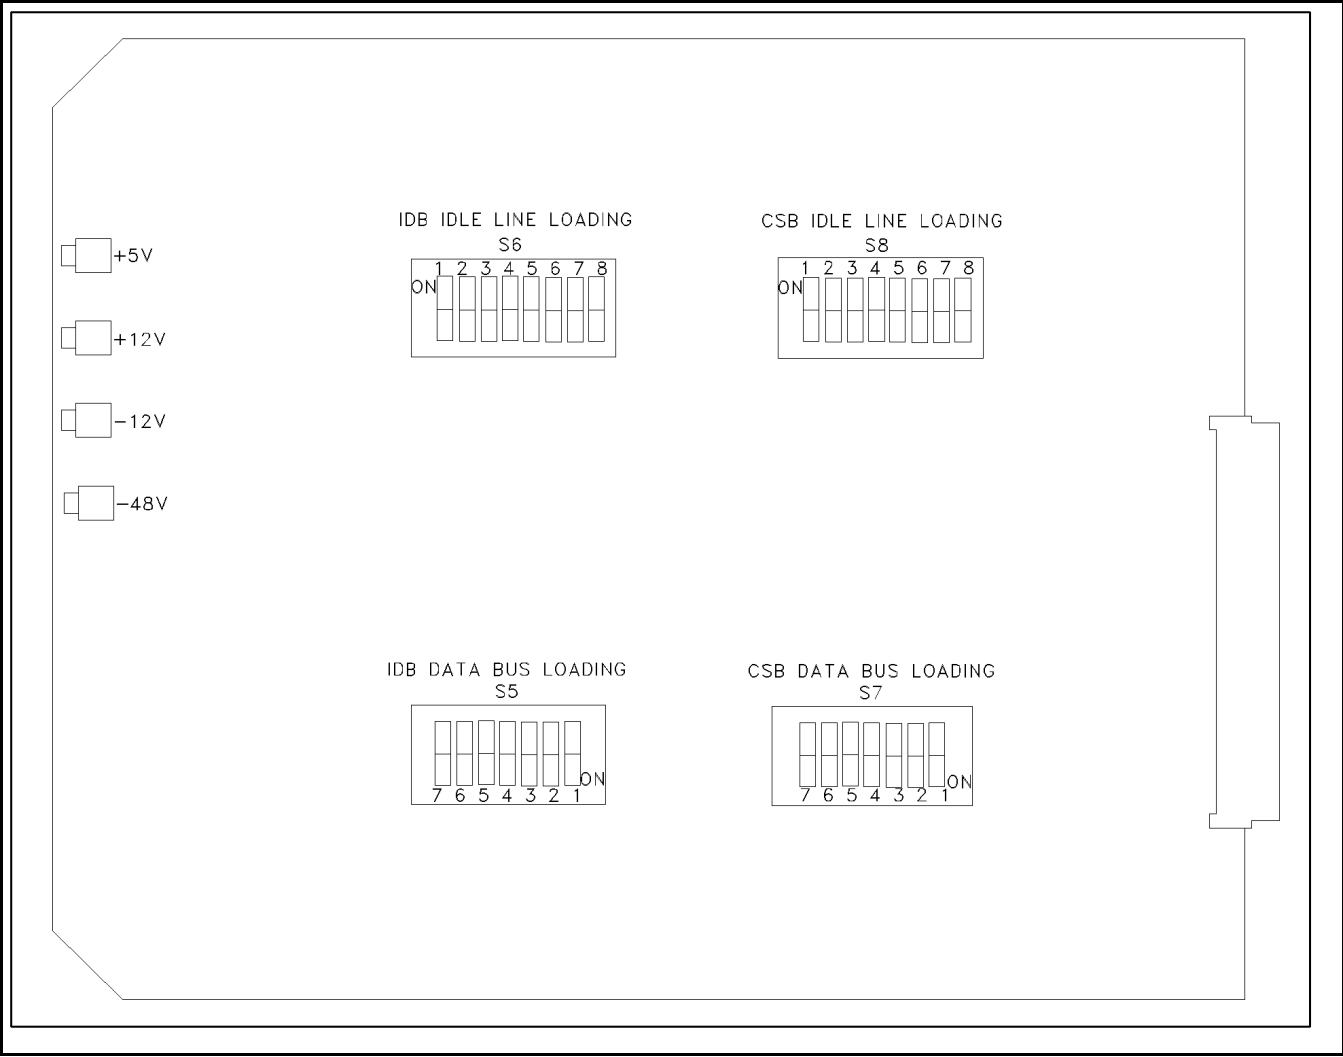 IDB IDLE LINE LOADING
S6
1 2 3 4 5 6 7 8
ON
CSB IDLE LINE LOADING
S8
1 2 3 4 5 6 7 8
ON
+5V
+12V
-12V
-48V
IDB DATA BUS LOADING
S5
ON
7 6 5 4 3 2 1
CSB DATA BUS LOADING
S7
ON
7 6 5 4 3 2 1